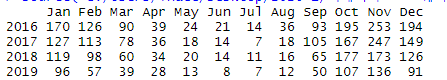 Jan Feb Mar Apr May Jun Jul Aug Sep Oct Nov Dec
2016 170 126 90 39 24 21 14 36 93 195 253 194
2017 127 113 78 36 18 14 7 18 105 167 247 149
2018 119 98 60 34 20 14 11 16 65 177 173 126
2019 96 57 39 28 13 8 7 12 50 107 136 91